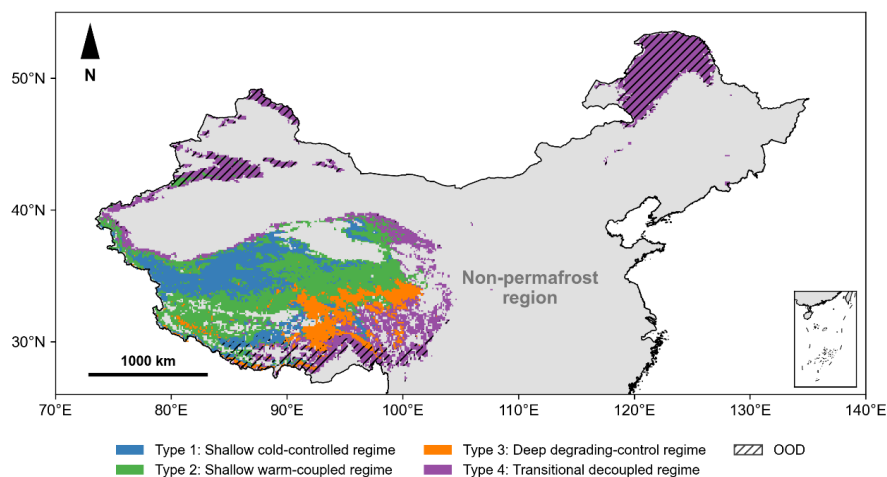 N
50°N
40°N
30°N
Non-permafrost
region
1000 km
70°E
80°E
90°E
100°E
110°E
120°E
130°E
140°E
Type 1: Shallow cold-controlled regime
Type 3: Deep degrading-control regime
OOD
Type 2: Shallow warm-coupled regime
Type 4: Transitional decoupled regime